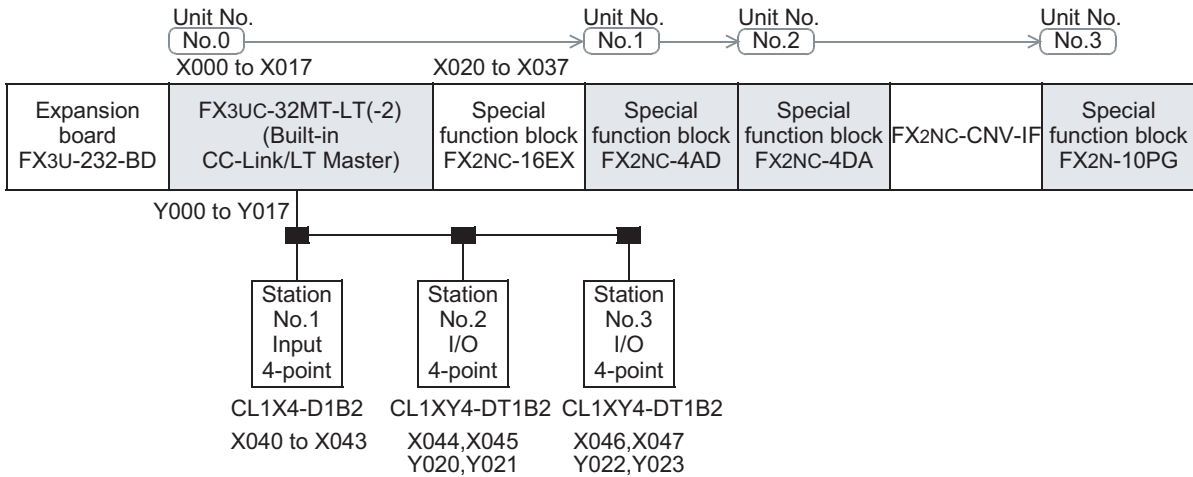 Unit No.
No.0
Unit No.
No.1
Unit No.
No.2
Unit No.
No.3
X000 to X017
X020 to X037
Expansion
board
FX3U-232-BD
FX3UC-32MT-LT(-2)
(Built-in
CC-Link/LT Master)
Special
function block
FX2NC-16EX
Special
function block
FX2NC-4AD
Special
function block
FX2NC-4DA
FX2NC-CNV-IF
Special
function block
FX2N-10PG
Y000 to Y017
Station
No.1
Input
4-point
Station
No.2
I/O
4-point
Station
No.3
I/O
4-point
CL1X4-D1B2
X040 to X043
CL1XY4-DT1B2
X044,X045
Y020,Y021
CL1XY4-DT1B2
X046,X047
Y022,Y023